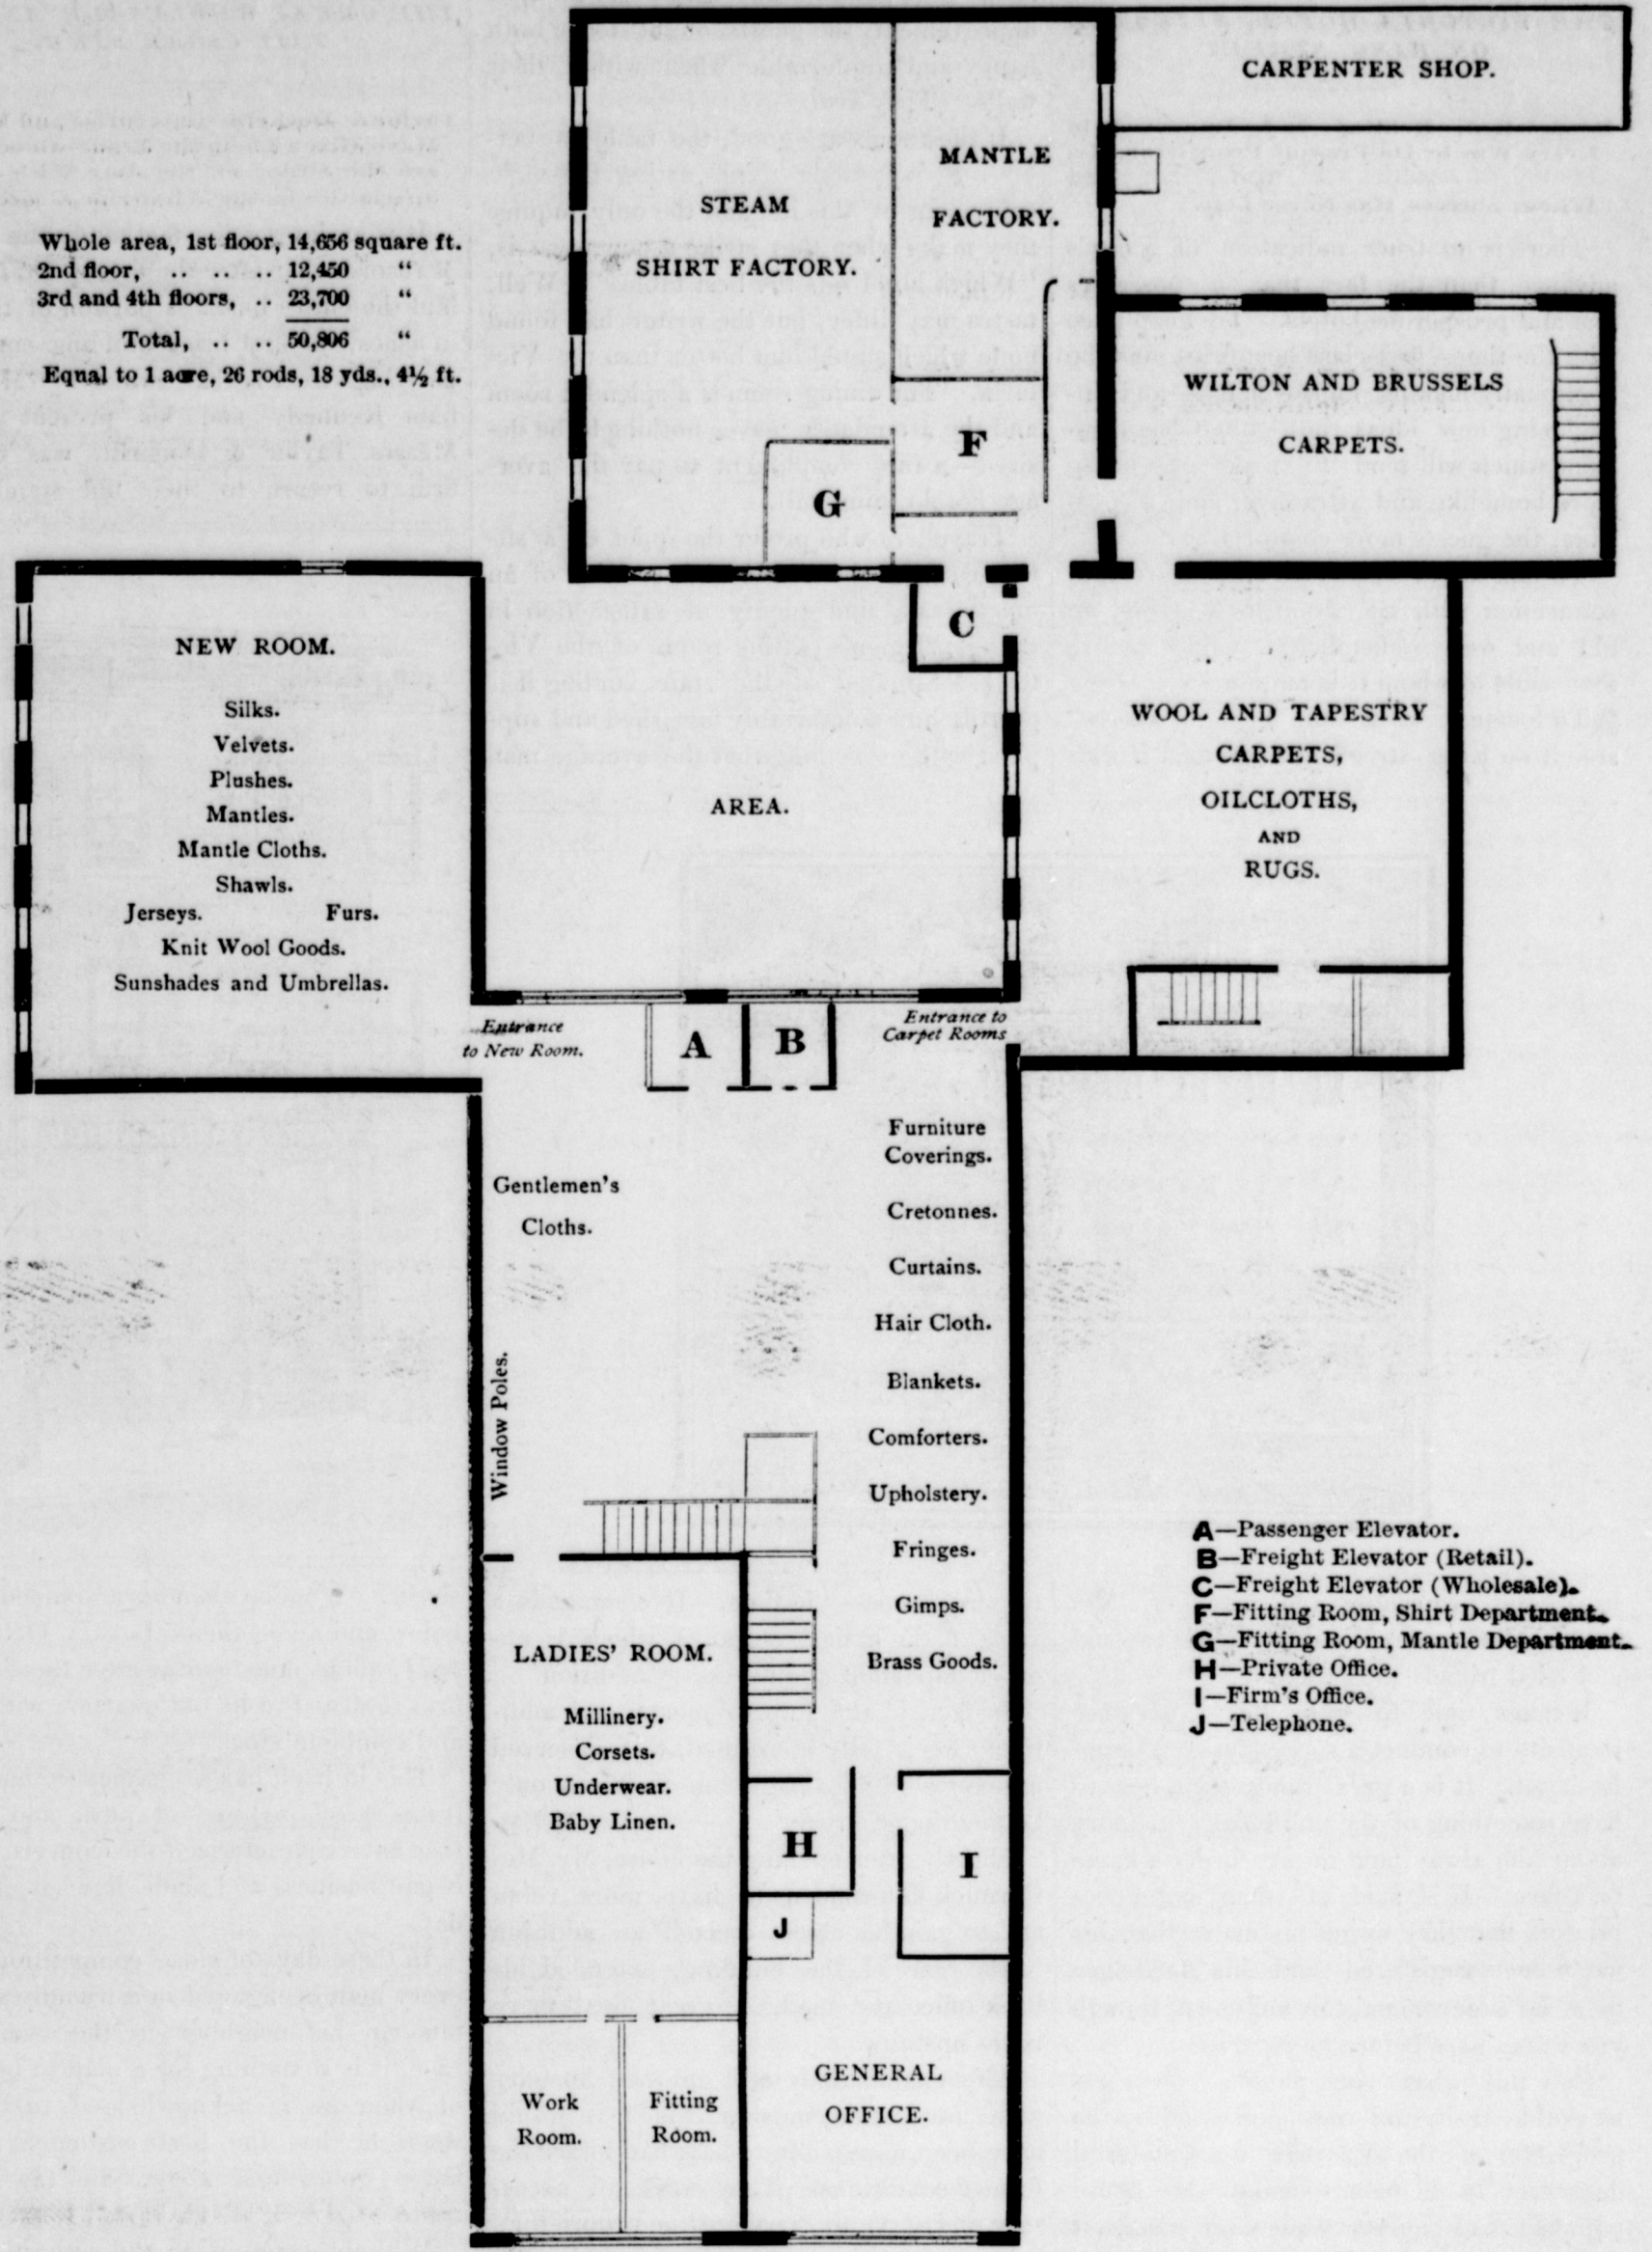 CARPENTER SHOP.
MANTLE
FACTORY.
STEAM
SHIRT FACTORY.
Whole area, 1st floor, 14,656 square ft.
2nd floor, .. .. .. 12,450 “
3rd and 4th floors, .. 23,700 “
Total, .. .. 50,806 “
Equal to 1 acre, 26 rods, 18 yds., 4½ ft.
WILTON AND BRUSSELS
CARPETS.
F
G
C
NEW ROOM.
Silks.
Velvets.
Plushes.
Mantles.
Mantle Cloths.
Shawls.
Jerseys. Furs.
Knit Wool Goods.
Sunshades and Umbrellas.
AREA.
WOOL AND TAPESTRY
CARPETS,
OILCLOTHS,
AND
RUGS.
Entrance
to New Room.
A
B
Entrance to
Carpet Rooms
Gentlemen's
Cloths.
Window Poles.
Furniture
Coverings.
Cretonnes.
Curtains.
Hair Cloth.
Blankets.
Comforters.
Upholstery.
Fringes.
Gimps.
Brass Goods.
LADIES' ROOM.
Millinery.
Corsets.
Underwear.
Baby Linen.
H
I
J
Work
Room.
Fitting
Room.
GENERAL
OFFICE.
A—Passenger Elevator.
B—Freight Elevator (Retail).
C—Freight Elevator (Wholesale).
F—Fitting Room, Shirt Department.
G—Fitting Room, Mantle Department.
H—Private Office.
I—Firm's Office.
J—Telephone.